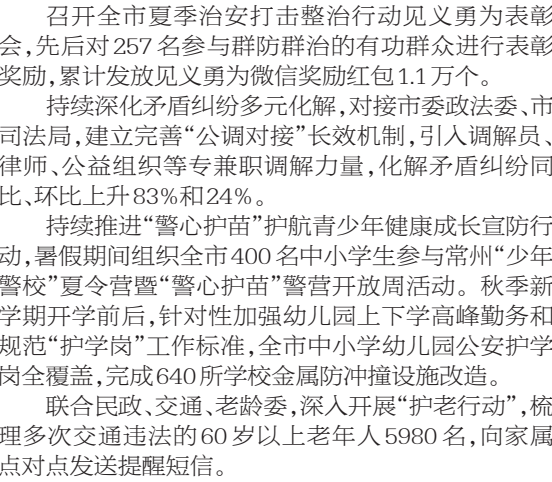 召开全市夏季治安打击整治行动见义勇为表彰
会,先后对257名参与群防群治的有功群众进行表彰
奖励,累计发放见义勇为微信奖励红包1.1万个。
持续深化矛盾纠纷多元化解,对接市委政法委、市
司法局,建立完善“公调对接”长效机制,引入调解员、
律师、公益组织等专兼职调解力量,化解矛盾纠纷同
比、环比上升83%和24%。
持续推进“警心护苗”护航青少年健康成长宣防行
动,暑假期间组织全市400名中小学生参与常州“少年
警校”夏令营暨“警心护苗”警营开放周活动。秋季新
学期开学前后,针对性加强幼儿园上下学高峰勤务和
规范“护学岗”工作标准,全市中小学幼儿园公安护学
岗全覆盖,完成640所学校金属防冲撞设施改造。
联合民政、交通、老龄委,深入开展“护老行动”,梳
理多次交通违法的60岁以上老年人5980名,向家属
点对点发送提醒短信。